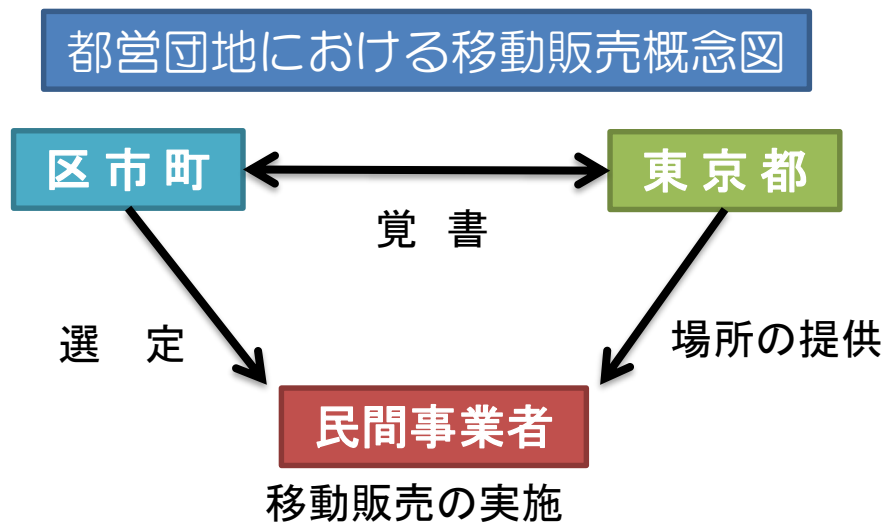 都営団地における移動販売概念図
区市町
東京都
覚書
選定
場所の提供
民間事業者
移動販売の実施